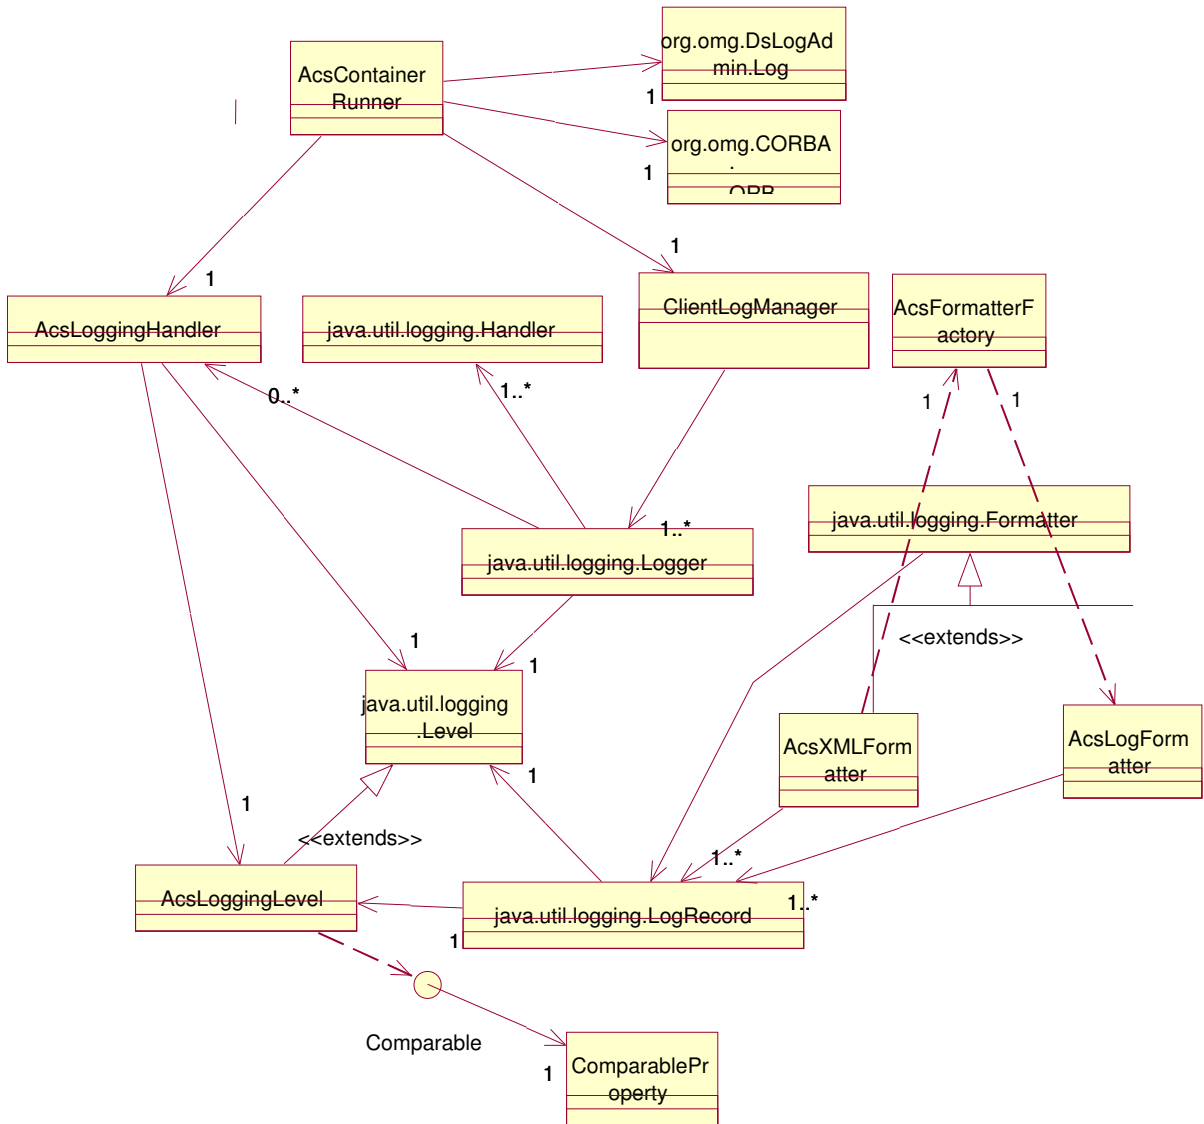 org.omg.DsLogAd
min.Log
AcsContainer
Runner
1
org.omg.CORBA
.
ORB
1
1
1
ClientLogManager
AcsFormatterF
actory
AcsLoggingHandler
java.util.logging.Handler
0..*
1..*
1
1
java.util.logging.Formatter
1..*
java.util.logging.Logger
<<extends>>
1
1
java.util.logging
.Level
AcsXMLForm
atter
AcsLogForm
atter
1
1
<<extends>>
1..*
AcsLoggingLevel
java.util.logging.LogRecord
1..*
1
Comparable
ComparablePr
operty
1